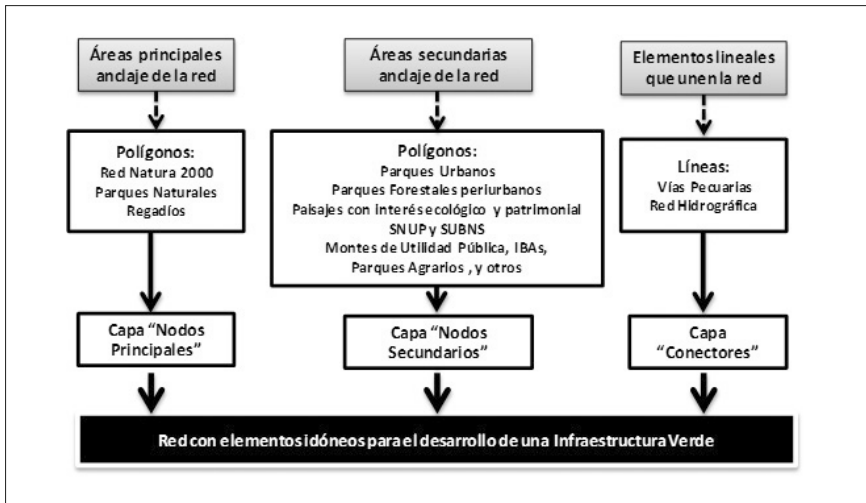 Áreas principales
anclaje de la red
Áreas secundarias
anclaje de la red
Elementos lineales
que unen la red
Polígonos:
Red Natura 2000
Parques Naturales
Regadíos
Polígonos:
Parques Urbanos
Parques Forestales periurbanos
Paisajes con interés ecológico y patrimonial
SNUP y SUBNS
Montes de Utilidad Pública, IBAs,
Parques Agrarios , y otros
Líneas:
Vías Pecuarias
Red Hidrográfica
Capa "Nodos
Principales"
Capa "Nodos
Secundarios"
Capa
"Conectores"
Red con elementos idóneos para el desarrollo de una Infraestructura Verde